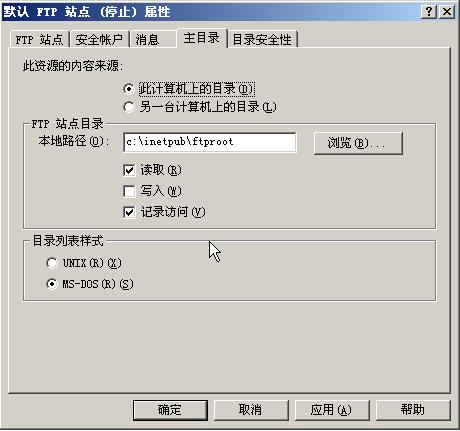 默认 FTP 站点 (停止) 属性
FTP 站点 安全帐户 消息 主目录 目录安全性
此资源的内容来源:
此计算机上的目录(D)
另一台计算机上的目录(L)
FTP 站点目录
本地路径(O): c:\inetpub\ftproot 浏览(B)...
读取(R)
写入(W)
记录访问(V)
目录列表样式
UNIX(R)(X)
MS-DOS(R)(S)
确定 取消 应用(A) 帮助